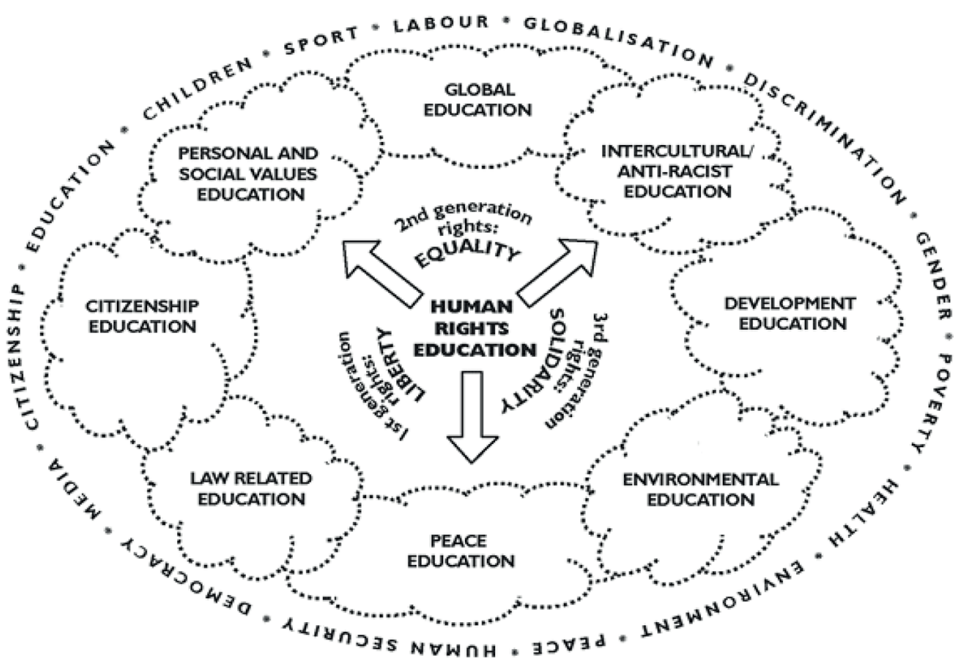 CITIZENSHIP * EDUCATION * CHILDREN * SPORT * LABOUR * GLOBALISATION * DISCRIMINATION * GENDER * POVERTY * HEALTH * ENVIRONMENT * PEACE * HUMAN SECURITY * DEMOCRACY * MEDIA *
GLOBAL
EDUCATION
PERSONAL AND
SOCIAL VALUES
EDUCATION
INTERCULTURAL/
ANTI-RACIST
EDUCATION
2nd generation
rights:
EQUALITY
CITIZENSHIP
EDUCATION
HUMAN
RIGHTS
EDUCATION
DEVELOPMENT
EDUCATION
1st generation
rights:
LIBERTY
3rd generation
rights:
SOLIDARITY
LAW RELATED
EDUCATION
ENVIRONMENTAL
EDUCATION
PEACE
EDUCATION